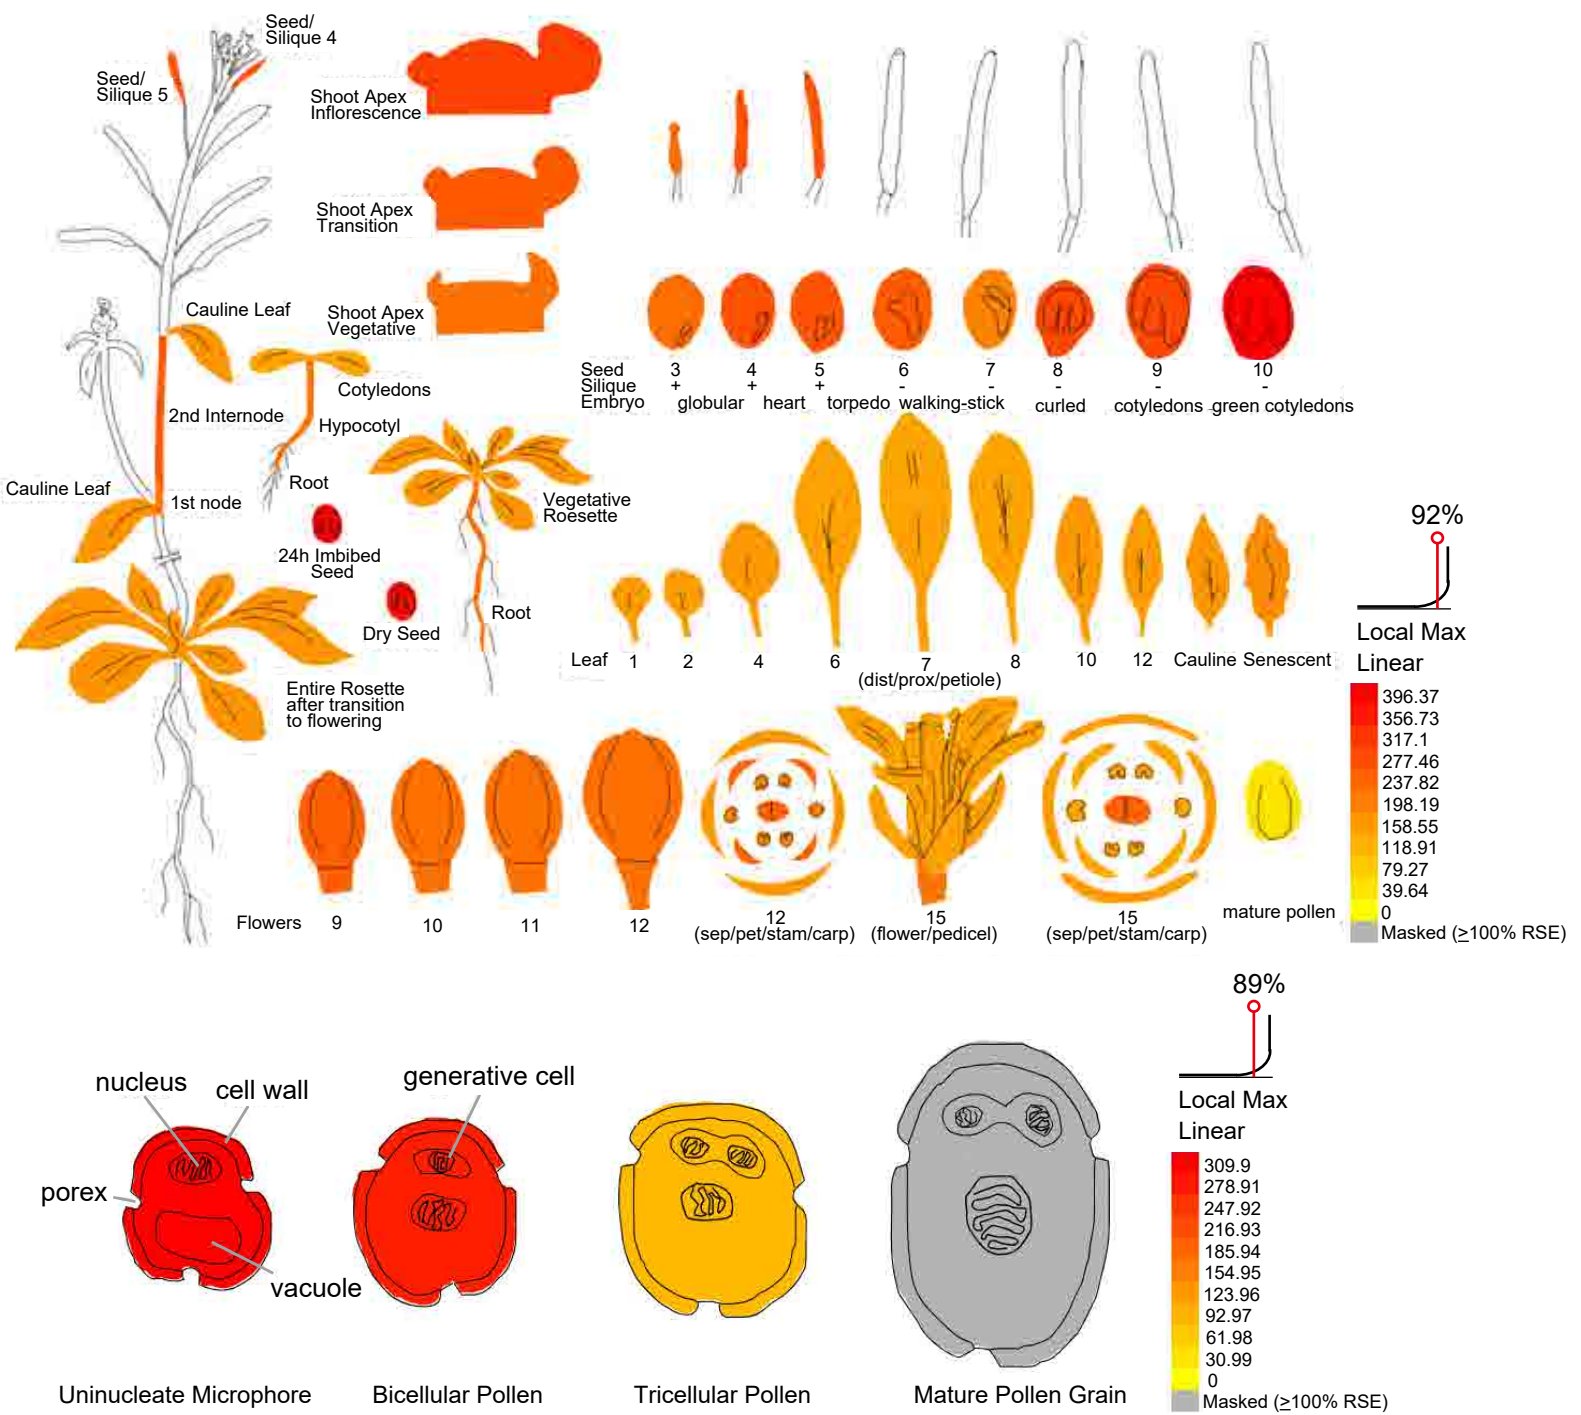 Seed/
Silique 4
Seed/
Silique 5
Shoot Apex
Inflorescence
Shoot Apex
Transition
Shoot Apex
Vegetative
Cauline Leaf
Cotyledons
2nd Internode
Hypocotyl
Cauline Leaf
1st node
Root
24h Imbibed
Seed
Dry Seed
Vegetative
Roesette
Root
Entire Rosette
after transition
to flowering
Seed 3 4 5 6 7 8 9 10
Silique + + + - - - - -
Embryo globular heart torpedo walking-stick curled cotyledons green cotyledons
Leaf 1 2 4 6 7 8 10 12 Cauline Senescent
(dist/prox/petiole)
Flowers 9 10 11 12 12 15 15 mature pollen
(sep/pet/stam/carp) (flower/pedicel) (sep/pet/stam/carp)
92%
Local Max
Linear
396.37
356.73
317.1
277.46
237.82
198.19
158.55
118.91
79.27
39.64
0
Masked (≥100% RSE)
nucleus
cell wall
generative cell
porex
vacuole
Uninucleate Microphore
Bicellular Pollen
Tricellular Pollen
Mature Pollen Grain
89%
Local Max
Linear
309.9
278.91
247.92
216.93
185.94
154.95
123.96
92.97
61.98
30.99
0
Masked (≥100% RSE)